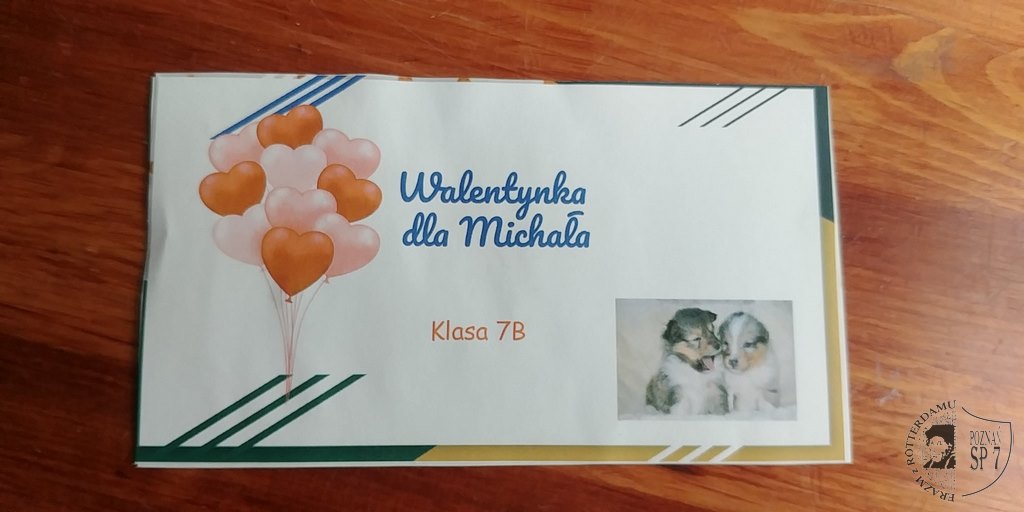 Walentynka
dla Michała
Klasa 7B
ERAZM z ROTTERDAMU
POZNAŃ
SP 7